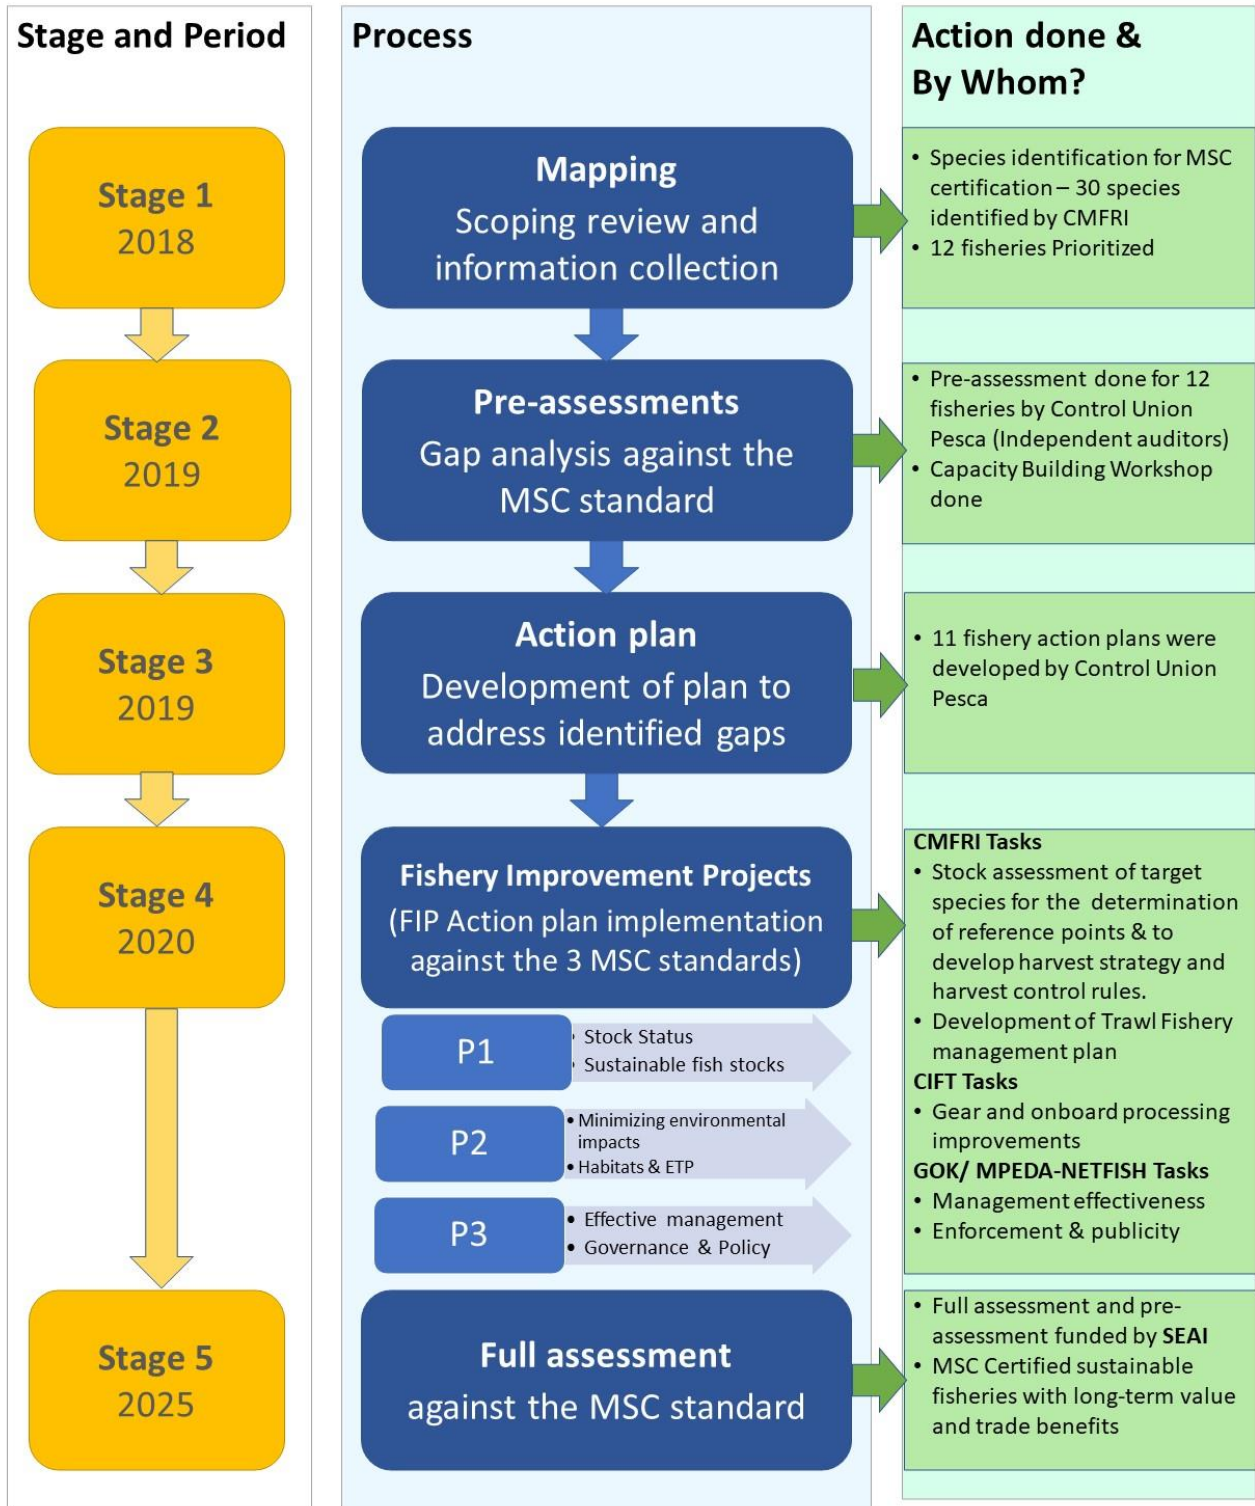 Stage and Period
Process
Action done &
By Whom?
Stage 1
2018
Mapping
Scoping review and
information collection
• Species identification for MSC
certification – 30 species
identified by CMFRI
• 12 fisheries Prioritized
Stage 2
2019
Pre-assessments
Gap analysis against the
MSC standard
• Pre-assessment done for 12
fisheries by Control Union
Pesca (Independent auditors)
• Capacity Building Workshop
done
Stage 3
2019
Action plan
Development of plan to
address identified gaps
• 11 fishery action plans were
developed by Control Union
Pesca
Stage 4
2020
Fishery Improvement Projects
(FIP Action plan implementation
against the 3 MSC standards)
P1
• Stock Status
• Sustainable fish stocks
P2
• Minimizing environmental
impacts
• Habitats & ETP
P3
• Effective management
• Governance & Policy
CMFRI Tasks
• Stock assessment of target
species for the determination
of reference points & to
develop harvest strategy and
harvest control rules.
• Development of Trawl Fishery
management plan
CIFT Tasks
• Gear and onboard processing
improvements
GOK/ MPEDA-NETFISH Tasks
• Management effectiveness
• Enforcement & publicity
Stage 5
2025
Full assessment
against the MSC standard
• Full assessment and pre-
assessment funded by SEAI
• MSC Certified sustainable
fisheries with long-term value
and trade benefits